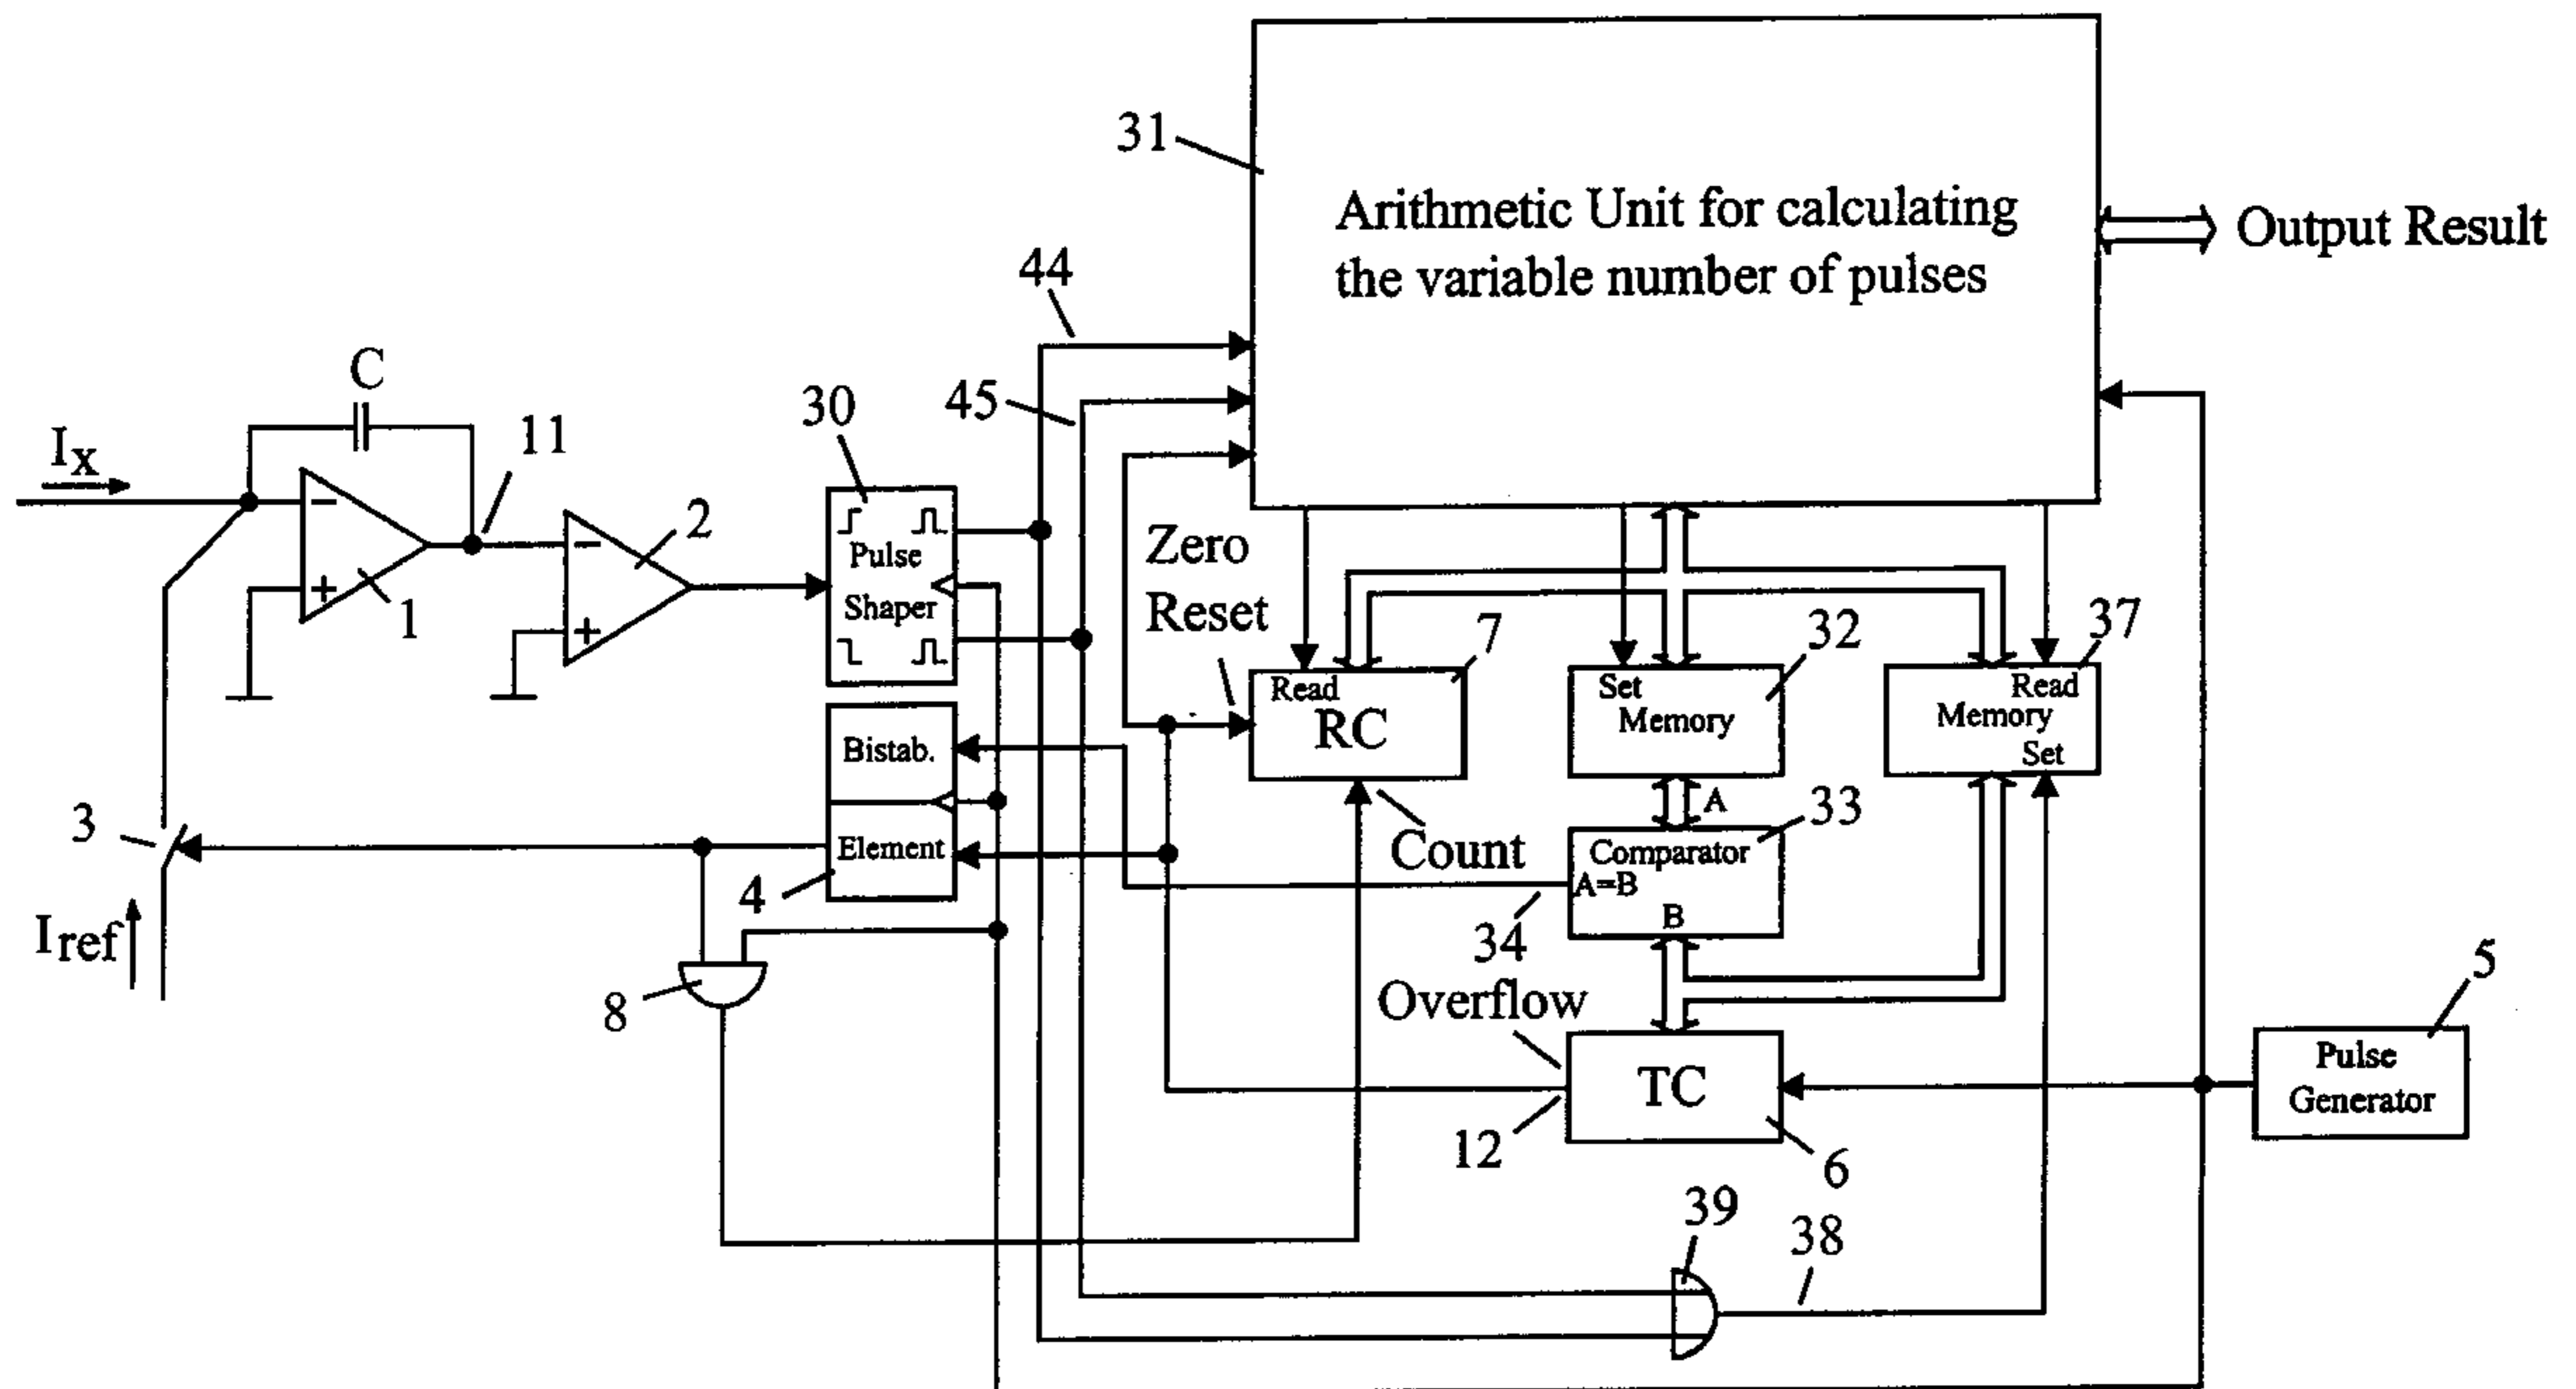 31
Arithmetic Unit for calculating
the variable number of pulses
Output Result
44
45
C
Ix
11
30
2
1
Pulse
Shaper
Zero
Reset
7
32
37
Read
RC
Set
Memory
Read
Memory
Set
Bistab.
Element
4
3
Iref
8
A
33
Comparator
A=B
B
Count
34
Overflow
12
TC
6
5
Pulse
Generator
39
38
−
+
−
+